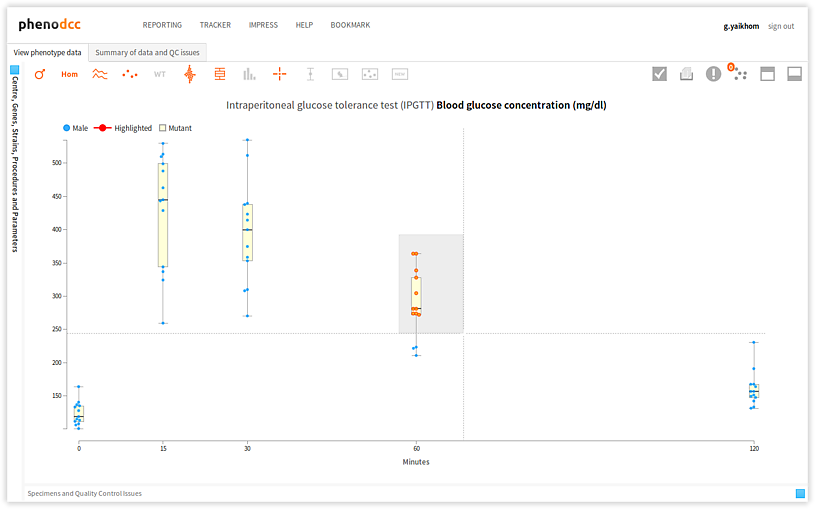 phenodcc
REPORTING TRACKER IMPRESS HELP BOOKMARK
g.yaikhom sign out
View phenotype data Summary of data and QC issues
Centre, Genes, Strains, Procedures and Parameters
Hom WT NEW 0
Intraperitoneal glucose tolerance test (IPGTT) Blood glucose concentration (mg/dl)
Male Highlighted Mutant
500
450
400
350
300
250
200
150
0 15 30 60 120
Minutes
Specimens and Quality Control Issues